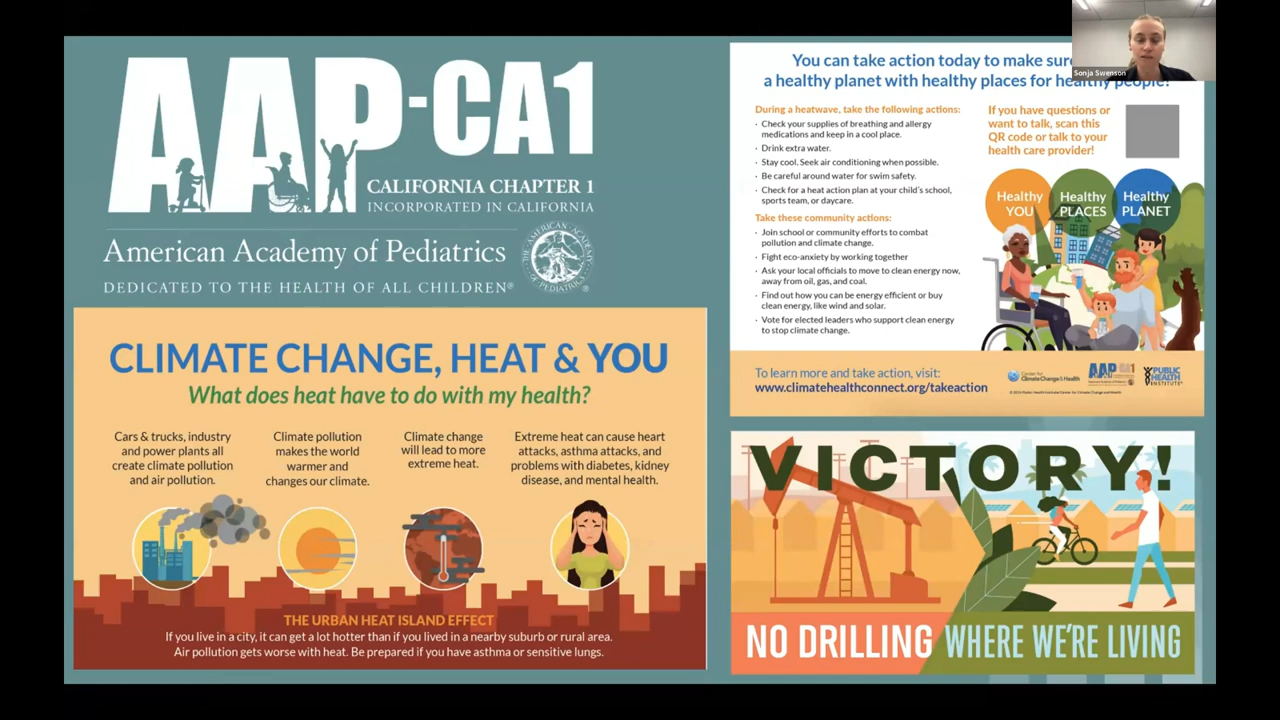 AAP-CA1
CALIFORNIA CHAPTER 1
INCORPORATED IN CALIFORNIA
American Academy of Pediatrics
DEDICATED TO THE HEALTH OF ALL CHILDREN®
CLIMATE CHANGE, HEAT & YOU
What does heat have to do with my health?
Cars & trucks, industry
and power plants all
create climate pollution
and air pollution.
Climate pollution
makes the world
warmer and
changes our climate.
Climate change
will lead to more
extreme heat.
Extreme heat can cause heart
attacks, asthma attacks, and
problems with diabetes, kidney
disease, and mental health.
THE URBAN HEAT ISLAND EFFECT
If you live in a city, it can get a lot hotter than if you lived in a nearby suburb or rural area.
Air pollution gets worse with heat. Be prepared if you have asthma or sensitive lungs.
You can take action today to make sure
a healthy planet with healthy places for healthy people!
Sonja Swenson
During a heatwave, take the following actions:
· Check your supplies of breathing and allergy
medications and keep in a cool place.
· Drink extra water.
· Stay cool. Seek air conditioning when possible.
· Be careful around water for swim safety.
· Check for a heat action plan at your child's school,
sports team, or daycare.
Take these community actions:
· Join school or community efforts to combat
pollution and climate change.
· Fight eco-anxiety by working together
· Ask your local officials to move to clean energy now,
away from oil, gas, and coal.
· Find out how you can be energy efficient or buy
clean energy, like wind and solar.
· Vote for elected leaders who support clean energy
to stop climate change.
If you have questions or
want to talk, scan this
QR code or talk to your
health care provider!
Healthy
YOU
Healthy
PLACES
Healthy
PLANET
To learn more and take action, visit:
www.climatehealthconnect.org/takeaction
Center for
Climate Change & Health
AAP CA1
PUBLIC
HEALTH
INSTITUTE
VICTORY!
NO DRILLING WHERE WE'RE LIVING